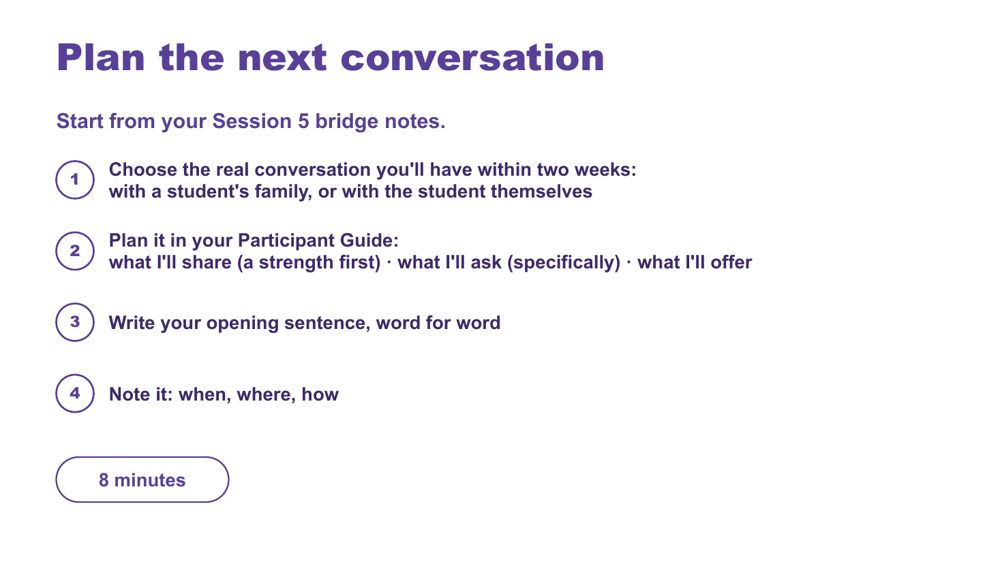 Plan the next conversation
Start from your Session 5 bridge notes.
1
Choose the real conversation you'll have within two weeks:
with a student's family, or with the student themselves
2
Plan it in your Participant Guide:
what I'll share (a strength first) · what I'll ask (specifically) · what I'll offer
3
Write your opening sentence, word for word
4
Note it: when, where, how
8 minutes